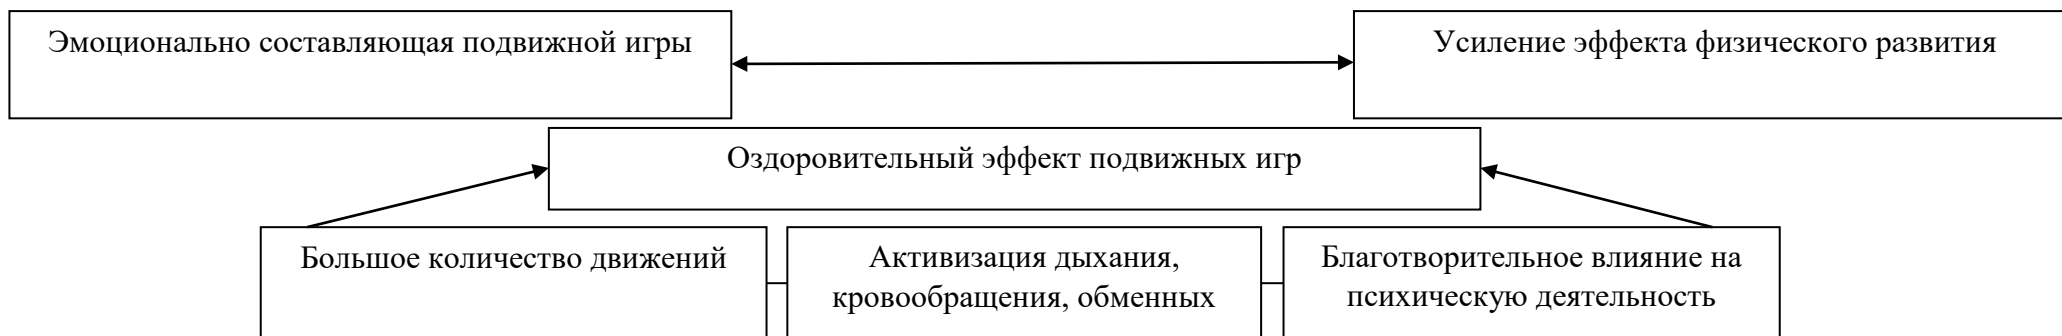 Эмоционально составляющая подвижной игры
Усиление эффекта физического развития
Оздоровительный эффект подвижных игр
Большое количество движений
Активизация дыхания,
кровообращения, обменных
Благотворительное влияние на
психическую деятельность